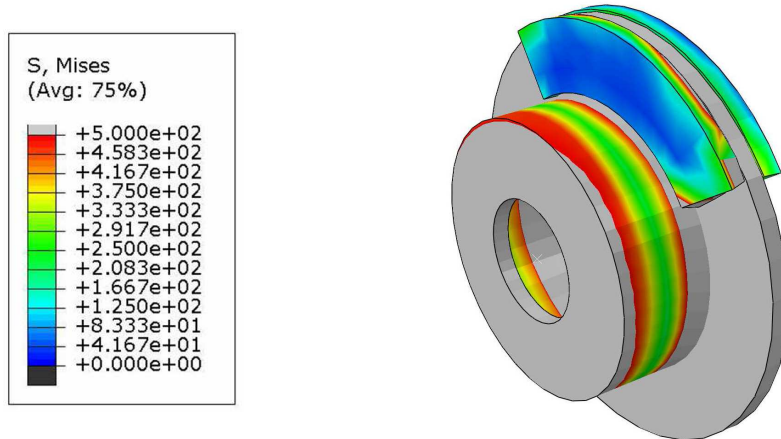 S, Mises
(Avg: 75%)
+5.000e+02
+4.583e+02
+4.167e+02
+3.750e+02
+3.333e+02
+2.917e+02
+2.500e+02
+2.083e+02
+1.667e+02
+1.250e+02
+8.333e+01
+4.167e+01
+0.000e+00